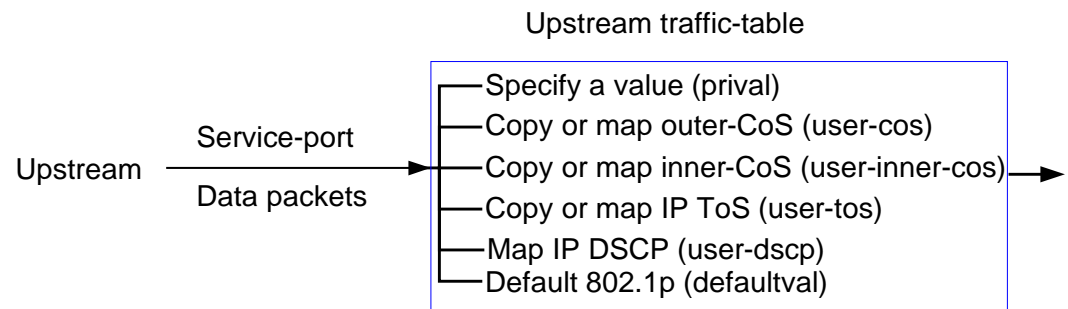 Upstream traffic-table
Specify a value (prival)
Copy or map outer-CoS (user-cos)
Service-port
Upstream
Copy or map inner-CoS (user-inner-cos)
Data packets
Copy or map IP ToS (user-tos)
Map IP DSCP (user-dscp)
Default 802.1p (defaultval)